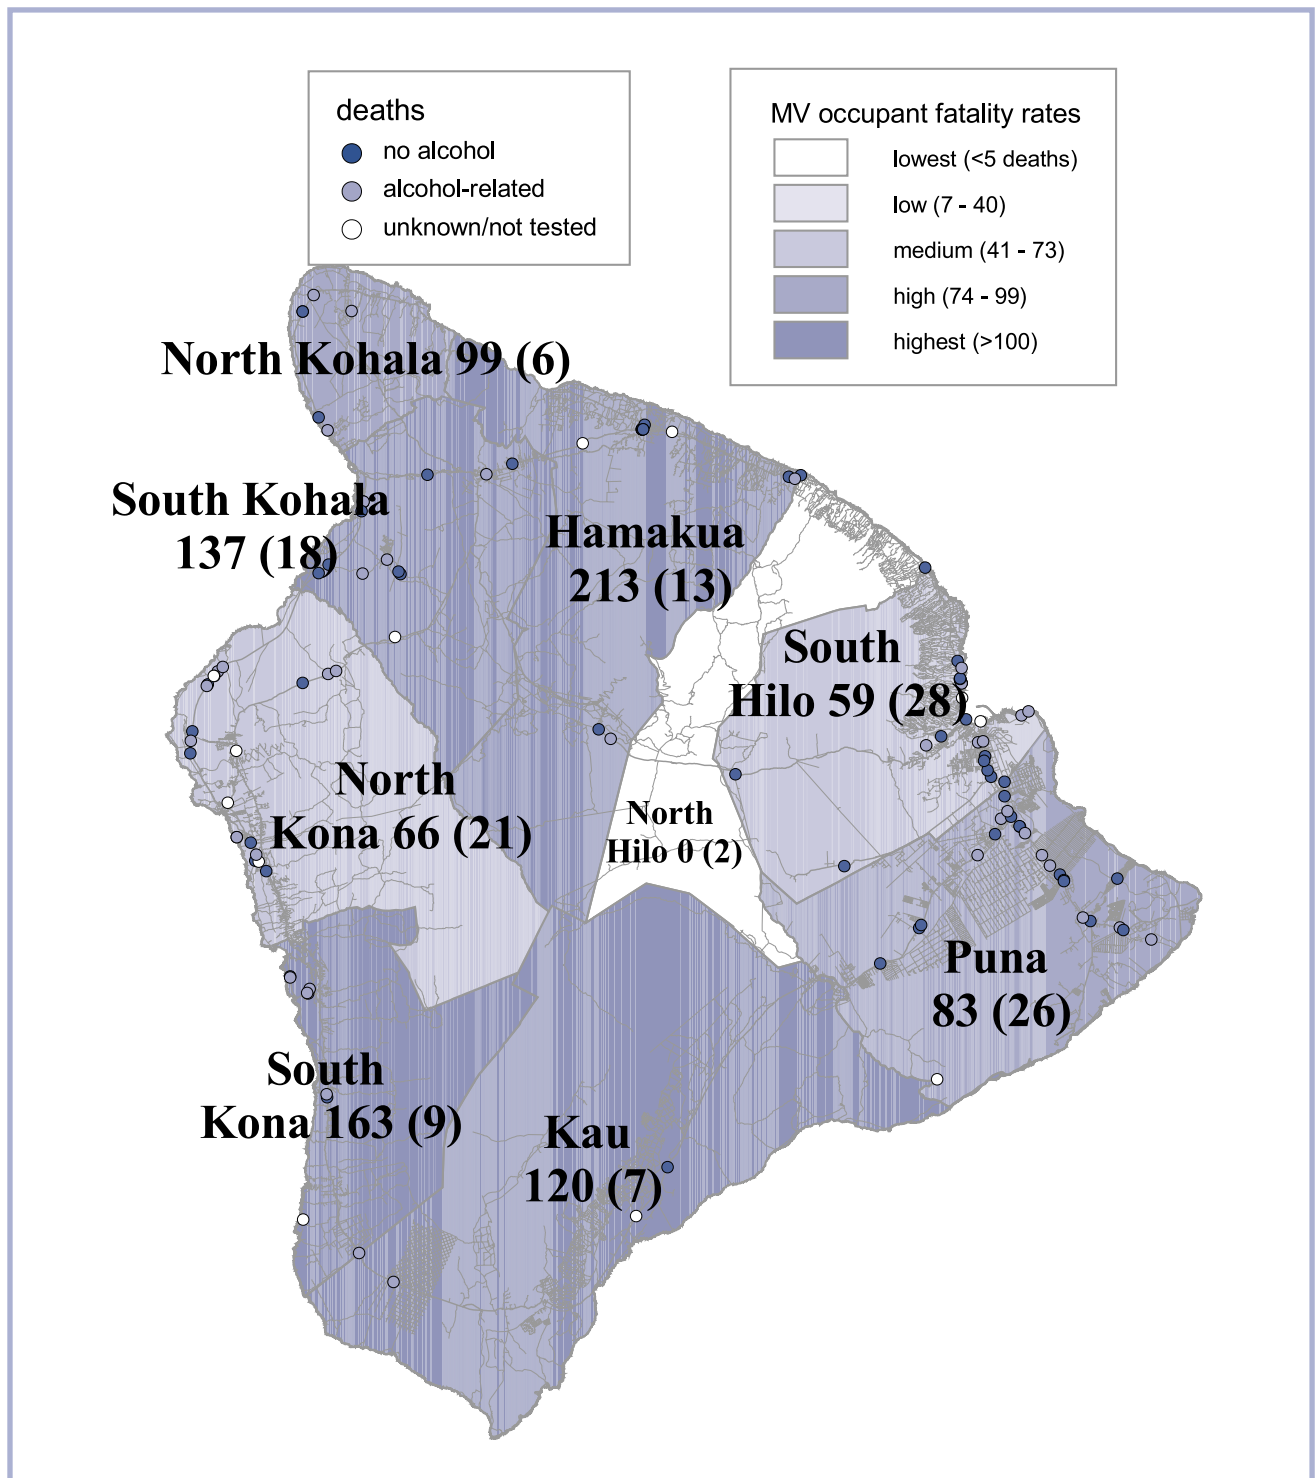 deaths
no alcohol
alcohol-related
unknown/not tested
MV occupant fatality rates
lowest (<5 deaths)
low (7 - 40)
medium (41 - 73)
high (74 - 99)
highest (>100)
North Kohala 99 (6)
South Kohala
137 (18)
Hamakua
213 (13)
South
Hilo 59 (28)
North
Kona 66 (21)
North
Hilo 0 (2)
Puna
83 (26)
South
Kona 163 (9)
Kau
120 (7)